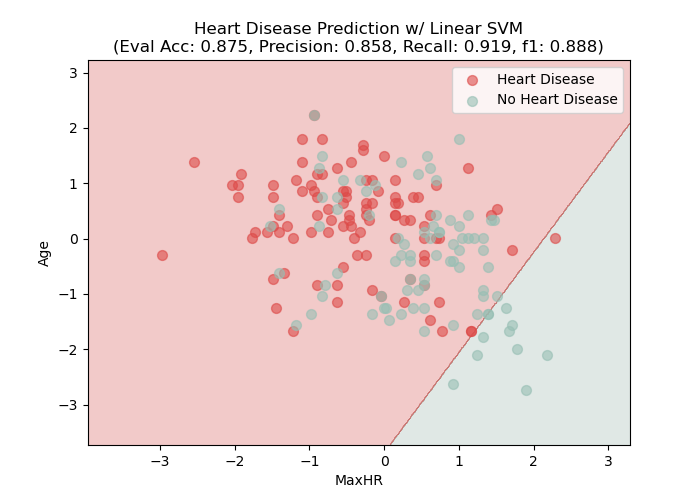 Heart Disease Prediction w/ Linear SVM
(Eval Acc: 0.875, Precision: 0.858, Recall: 0.919, f1: 0.888)
Heart Disease
No Heart Disease
3
2
1
0
−1
−2
−3
Age
−3
−2
−1
0
1
2
3
MaxHR